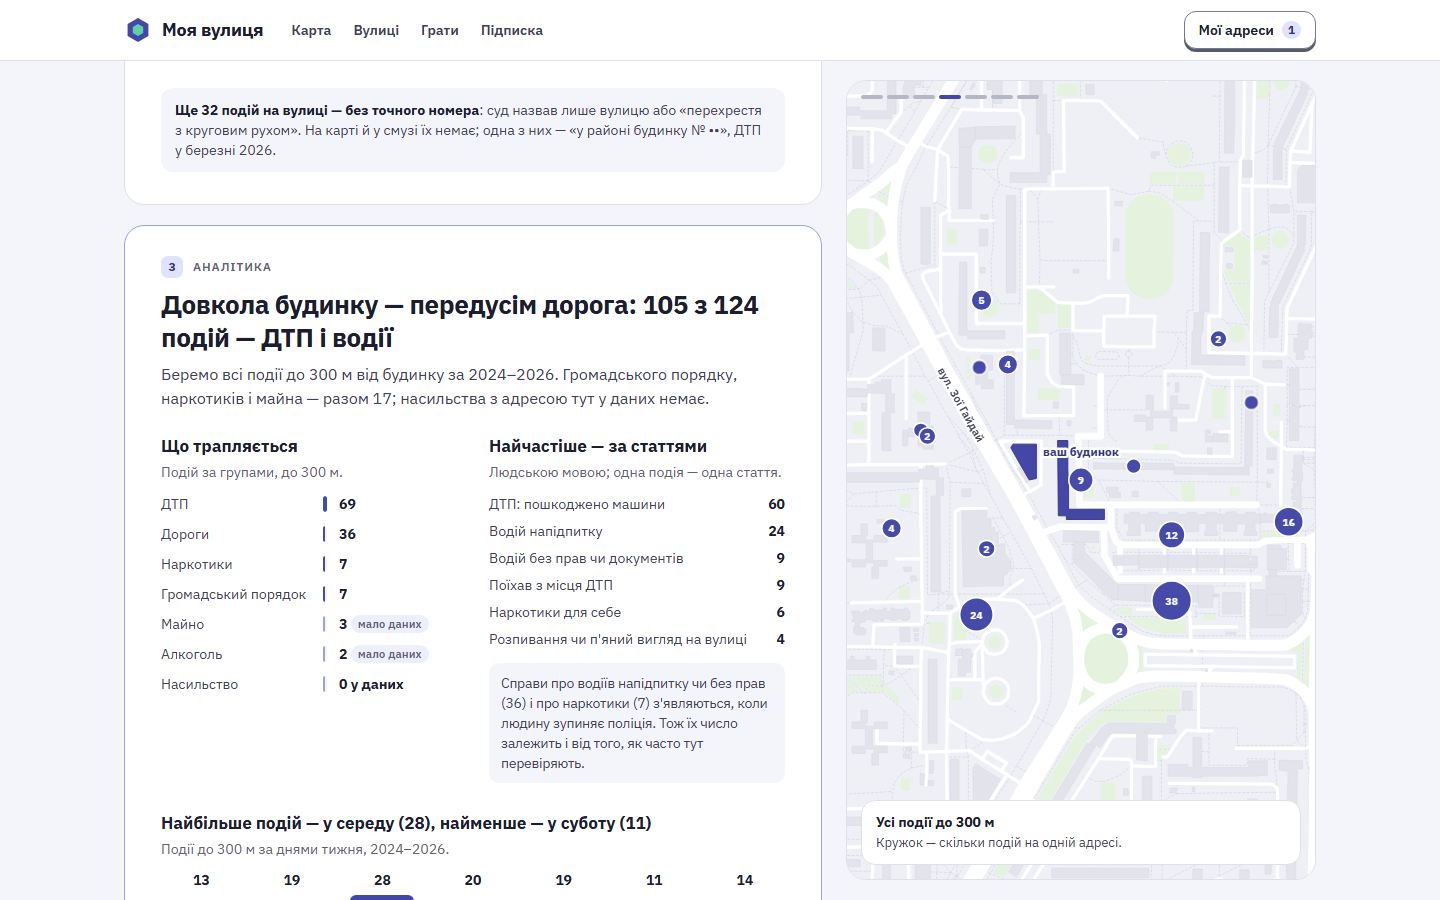 Моя вулиця
Карта
Вулиці
Грати
Підписка
Мої адреси 1
Ще 32 подій на вулиці — без точного номера: суд назвав лише вулицю або «перехрестя
з круговим рухом». На карті й у смузі їх немає; одна з них — «у районі будинку № ••», ДТП
у березні 2026.
3 АНАЛІТИКА
Довкола будинку — передусім дорога: 105 з 124
подій — ДТП і водії
Беремо всі події до 300 м від будинку за 2024–2026. Громадського порядку,
наркотиків і майна — разом 17; насильства з адресою тут у даних немає.
Що трапляється
Подій за групами, до 300 м.
ДТП 69
Дороги 36
Наркотики 7
Громадський порядок 7
Майно 3 мало даних
Алкоголь 2 мало даних
Насильство 0 у даних
Найчастіше — за статтями
Людською мовою; одна подія — одна стаття.
ДТП: пошкоджено машини 60
Водій напідпитку 24
Водій без прав чи документів 9
Поїхав з місця ДТП 9
Наркотики для себе 6
Розпивання чи п'яний вигляд на вулиці 4
Справи про водіїв напідпитку чи без прав
(36) і про наркотики (7) з'являються, коли
людину зупиняє поліція. Тож їх число
залежить і від того, як часто тут
перевіряють.
Найбільше подій — у середу (28), найменше — у суботу (11)
Події до 300 м за днями тижня, 2024–2026.
13 19 28 20 19 11 14
5
2
4
вул. Зої Гайдай
2
ваш будинок
9
4
2
12
16
38
24
2
Усі події до 300 м
Кружок — скільки подій на одній адресі.